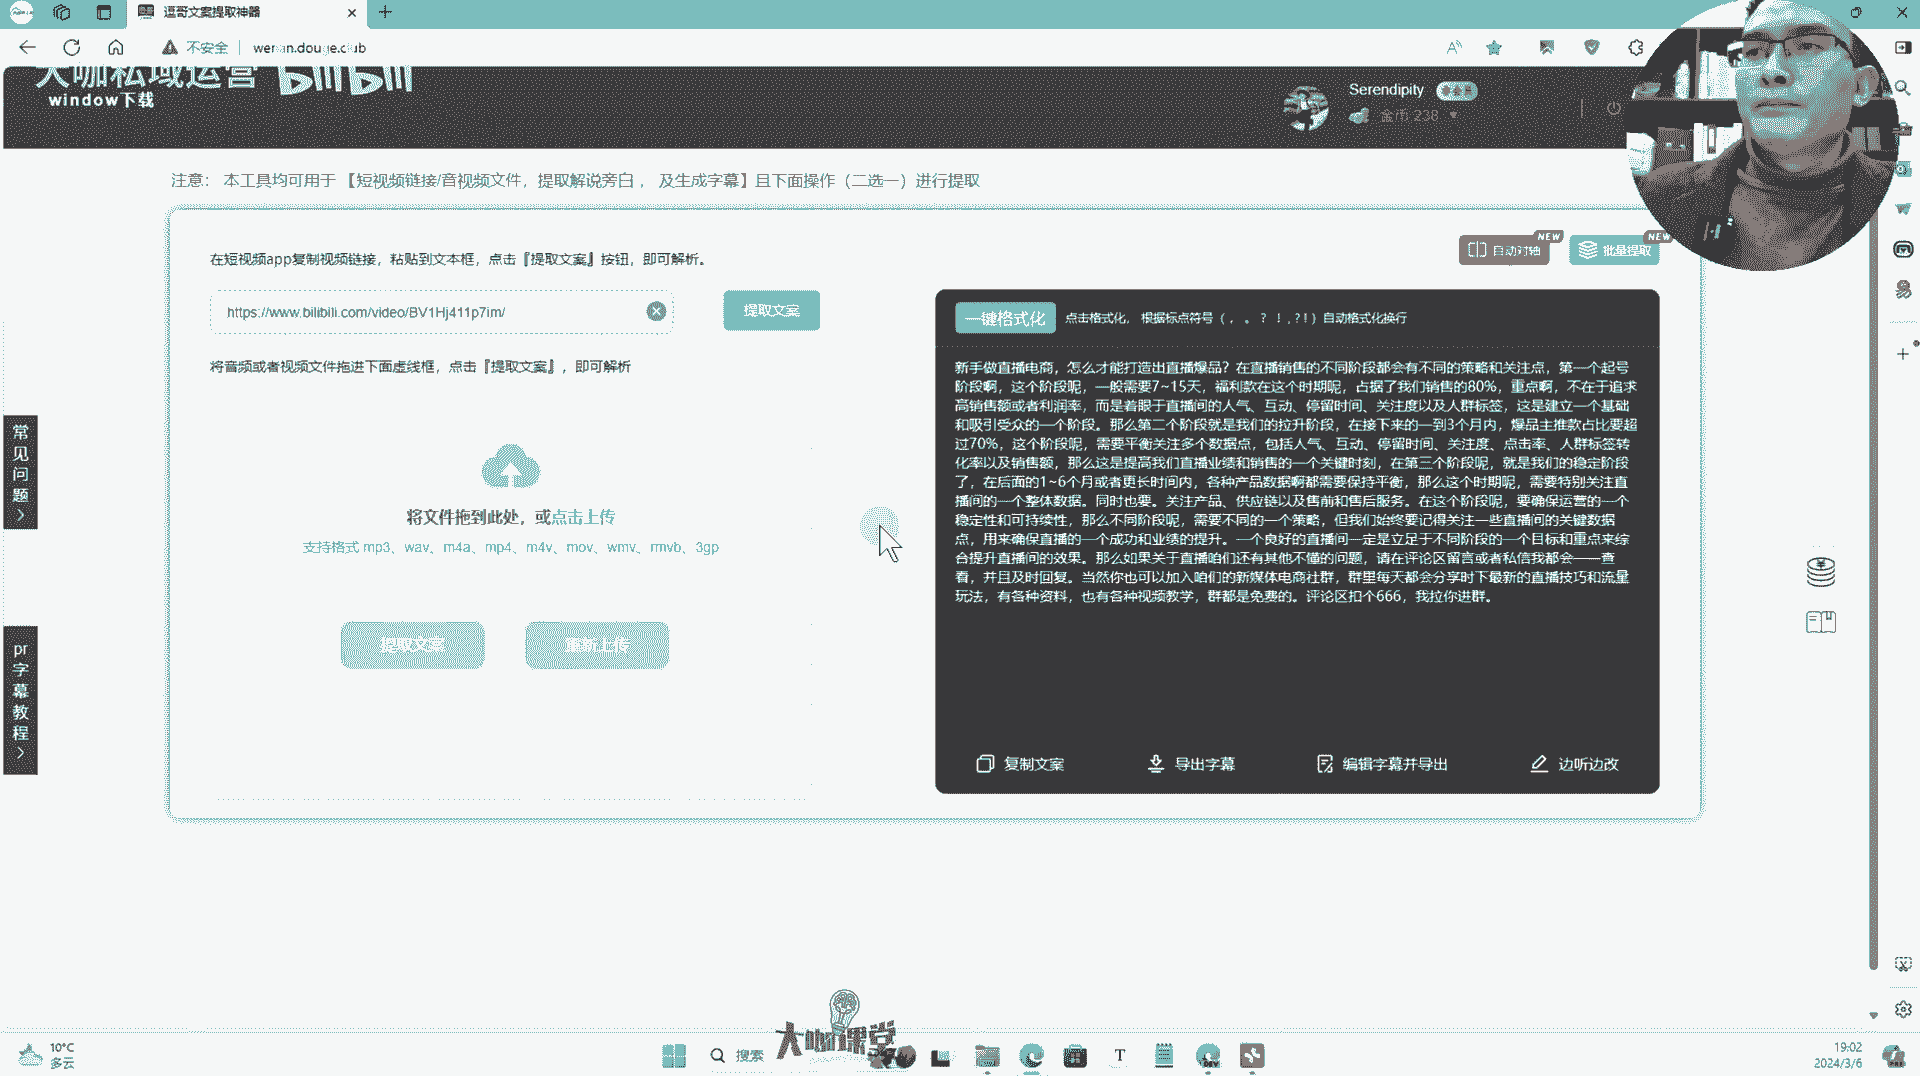 逗哥文案提取神器
不安全
大咖私域运营 bilibili
window下载
Serendipity
金币 238
注意： 本工具均可用于 【短视频链接/音视频文件，提取解说旁白 ， 及生成字幕】且下面操作（二选一）进行提取
在短视频app复制视频链接，粘贴到文本框，点击『提取文案』按钮，即可解析。
自动对轴 NEW
批量提取 NEW
https://www.bilibili.com/video/BV1Hj411p7im/
提取文案
一键格式化
点击格式化， 根据标点符号（ ， 。 ？ ！ , ? ! ）自动格式化换行
将音频或者视频文件拖进下面虚线框，点击『提取文案』，即可解析
新手做直播电商，怎么才能打造出直播爆品？在直播销售的不同阶段都会有不同的策略和关注点，第一个起号
阶段啊，这个阶段呢，一般需要7~15天，福利款在这个时期呢，占据了我们销售的80%，重点啊，不在于追求
高销售额或者利润率，而是着眼于直播间的人气、互动、停留时间、关注度以及人群标签，这是建立一个基础
和吸引受众的一个阶段。那么第二个阶段就是我们的拉升阶段，在接下来的一到3个月内，爆品主推款占比要超
过70%，这个阶段呢，需要平衡关注多个数据点，包括人气、互动、停留时间、关注度、点击率、人群标签转
化率以及销售额，那么这是提高我们直播业绩和销售的一个关键时刻，在第三个阶段呢，就是我们的稳定阶段
了，在后面的1~6个月或者更长时间内，各种产品数据啊都需要保持平衡，那么这个时期呢，需要特别关注直
播间的一个整体数据。同时也要。关注产品、供应链以及售前和售后服务。在这个阶段呢，要确保运营的一个
稳定性和可持续性，那么不同阶段呢，需要不同的一个策略，但我们始终要记得关注一些直播间的关键数据
点，用来确保直播的一个成功和业绩的提升。一个良好的直播间一定是立足于不同阶段的一个目标和重点来综
合提升直播间的效果。那么如果关于直播咱们还有其他不懂的问题，请在评论区留言或者私信我都会一一查
看，并且及时回复。当然你也可以加入咱们的新媒体电商社群，群里每天都会分享时下最新的直播技巧和流量
玩法，有各种资料，也有各种视频教学，群都是免费的。评论区扣个666，我拉你进群。
将文件拖到此处，或点击上传
支持格式 mp3、wav、m4a、mp4、m4v、mov、wmv、rmvb、3gp
提取文案
重新上传
复制文案
导出字幕
编辑字幕并导出
边听边改
常见问题
pr字幕教程
大咖课堂
10°C
多云
搜索
19:02
2024/3/6